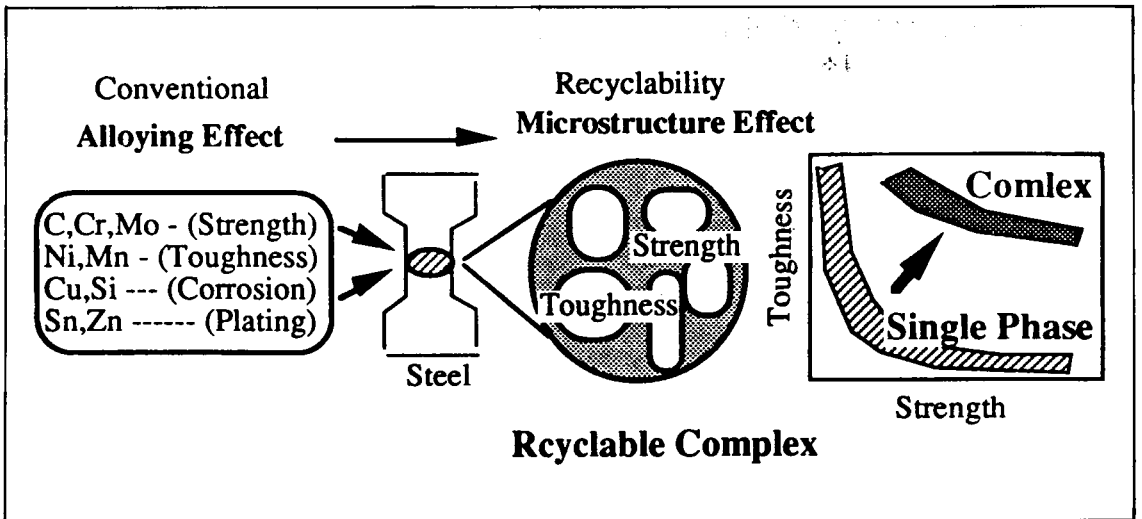 Conventional
Alloying Effect
Recyclability
Microstructure Effect
C,Cr,Mo - (Strength)
Ni,Mn - (Toughness)
Cu,Si --- (Corrosion)
Sn,Zn ------ (Plating)
Steel
Strength
Toughness
Rcyclable Complex
Toughness
Comlex
Single Phase
Strength